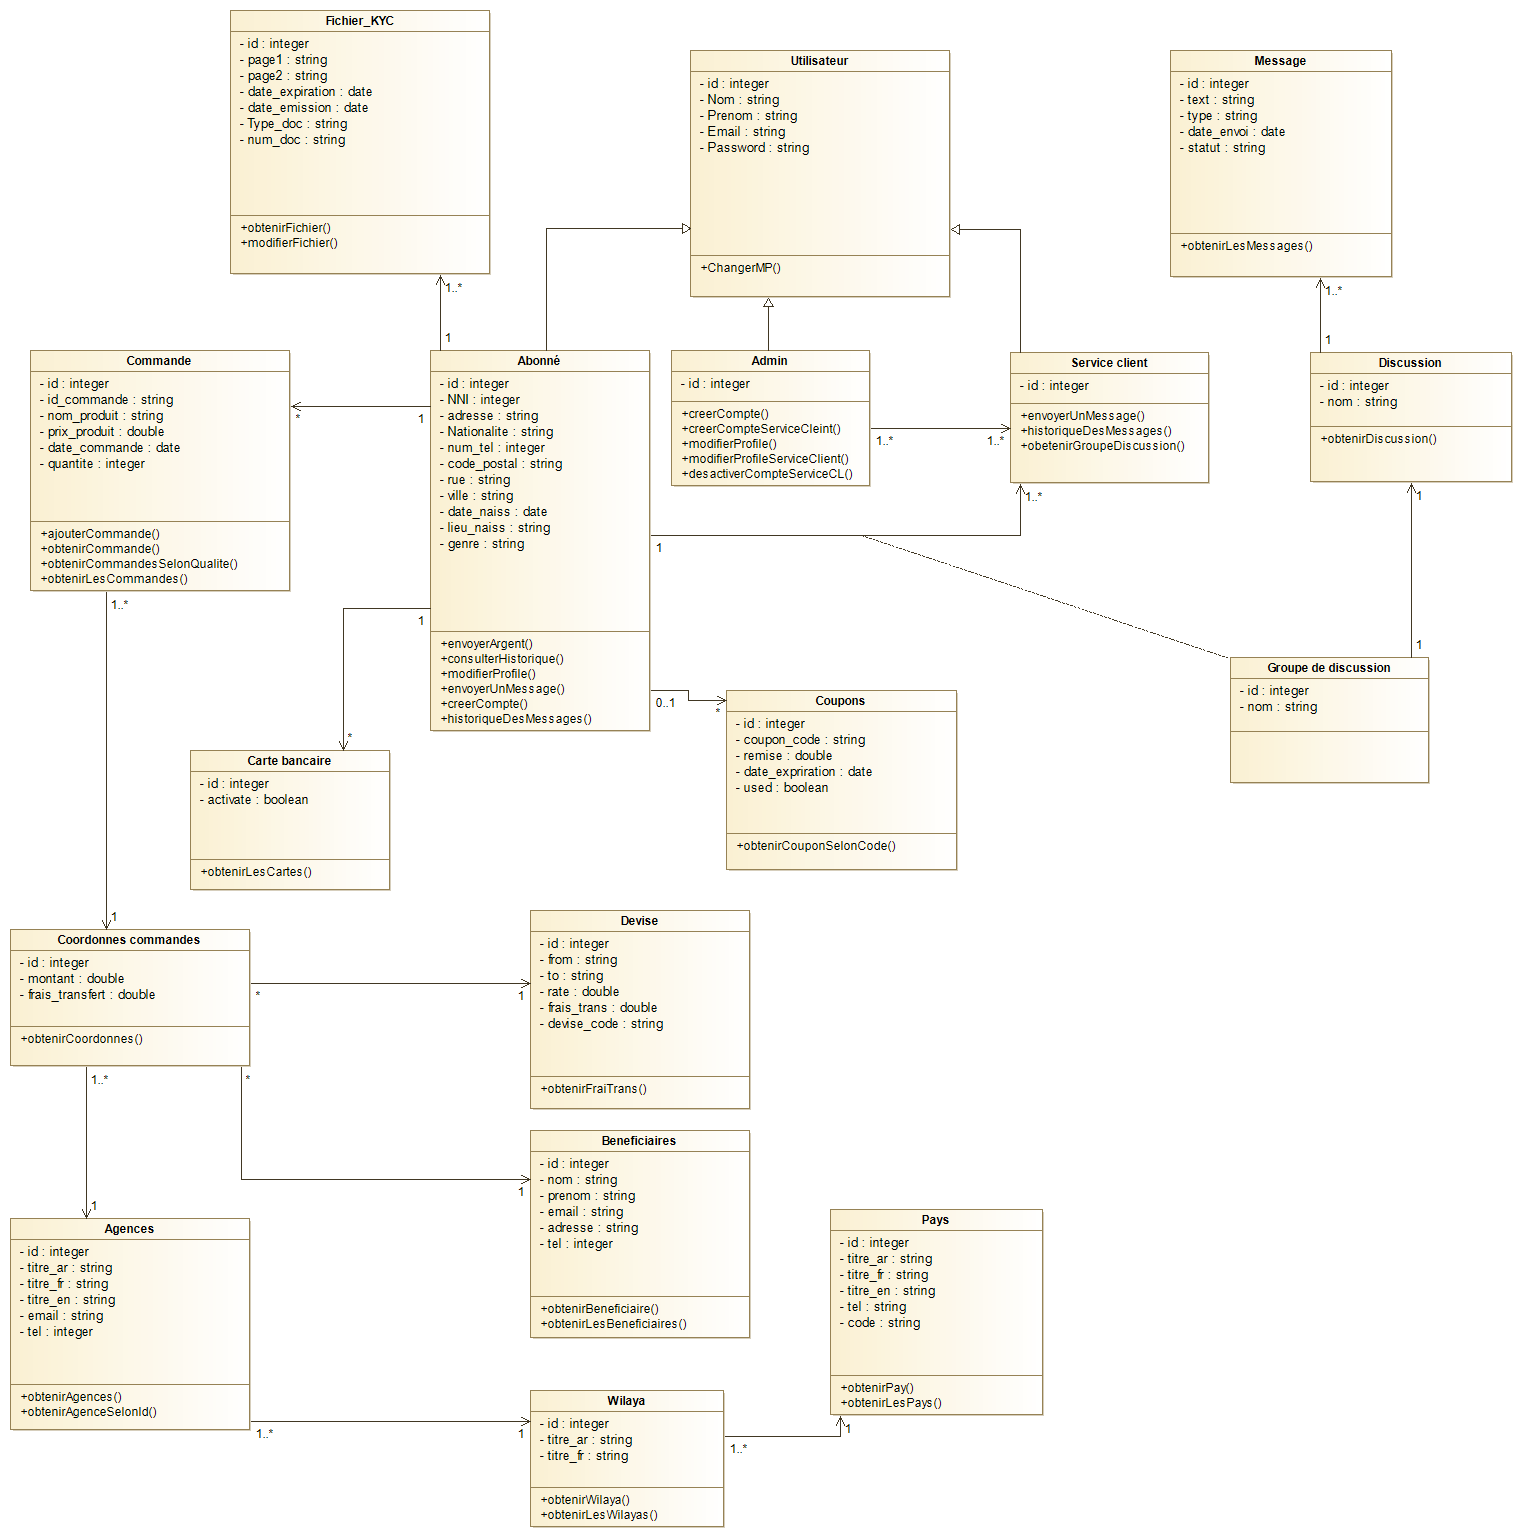 Fichier_KYC
- id : integer
- page1 : string
- page2 : string
- date_expiration : date
- date_emission : date
- Type_doc : string
- num_doc : string
+obtenirFichier()
+modifierFichier()
1..*
1
Utilisateur
- id : integer
- Nom : string
- Prenom : string
- Email : string
- Password : string
+ChangerMP()
Message
- id : integer
- text : string
- type : string
- date_envoi : date
- statut : string
+obtenirLesMessages()
1..*
1
Commande
- id : integer
- id_commande : string
- nom_produit : string
- prix_produit : double
- date_commande : date
- quantite : integer
+ajouterCommande()
+obtenirCommande()
+obtenirCommandesSelonQualite()
+obtenirLesCommandes()
*
1
1..*
1
Abonné
- id : integer
- NNI : integer
- adresse : string
- Nationalite : string
- num_tel : integer
- code_postal : string
- rue : string
- ville : string
- date_naiss : date
- lieu_naiss : string
- genre : string
+envoyerArgent()
+consulterHistorique()
+modifierProfile()
+envoyerUnMessage()
+creerCompte()
+historiqueDesMessages()
Admin
- id : integer
+creerCompte()
+creerCompteServiceCleint()
+modifierProfile()
+modifierProfileServiceClient()
+desactiverCompteServiceCL()
1..*
1..*
Service client
- id : integer
+envoyerUnMessage()
+historiqueDesMessages()
+obetenirGroupeDiscussion()
1..*
1
Discussion
- id : integer
- nom : string
+obtenirDiscussion()
1
1
Groupe de discussion
- id : integer
- nom : string
1
*
Carte bancaire
- id : integer
- activate : boolean
+obtenirLesCartes()
0..1
*
Coupons
- id : integer
- coupon_code : string
- remise : double
- date_expriration : date
- used : boolean
+obtenirCouponSelonCode()
Coordonnes commandes
- id : integer
- montant : double
- frais_transfert : double
+obtenirCoordonnes()
*
1
Devise
- id : integer
- from : string
- to : string
- rate : double
- frais_trans : double
- devise_code : string
+obtenirFraiTrans()
1..*
1
*
1
Beneficiaires
- id : integer
- nom : string
- prenom : string
- email : string
- adresse : string
- tel : integer
+obtenirBeneficiaire()
+obtenirLesBeneficiaires()
Agences
- id : integer
- titre_ar : string
- titre_fr : string
- titre_en : string
- email : string
- tel : integer
+obtenirAgences()
+obtenirAgenceSelonId()
1..*
1
Wilaya
- id : integer
- titre_ar : string
- titre_fr : string
+obtenirWilaya()
+obtenirLesWilayas()
1..*
1
Pays
- id : integer
- titre_ar : string
- titre_fr : string
- titre_en : string
- tel : string
- code : string
+obtenirPay()
+obtenirLesPays()